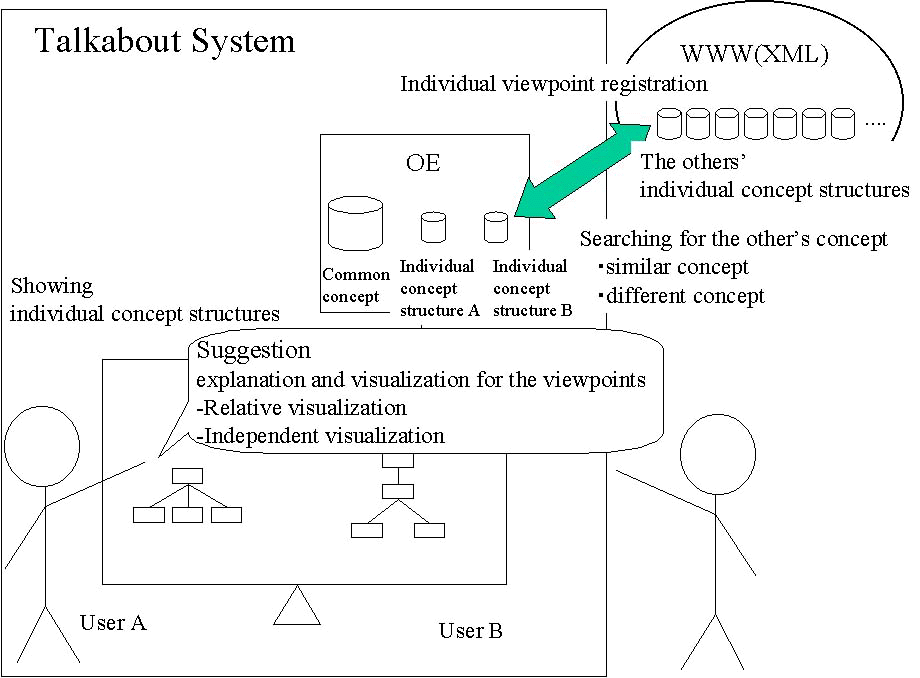 Talkabout System
WWW(XML)
Individual viewpoint registration
....
OE
The others'
individual concept structures
Common
concept
Individual
concept
structure A
Individual
concept
structure B
Searching for the other's concept
・similar concept
・different concept
Showing
individual concept structures
Suggestion
explanation and visualization for the viewpoints
-Relative visualization
-Independent visualization
User A
User B